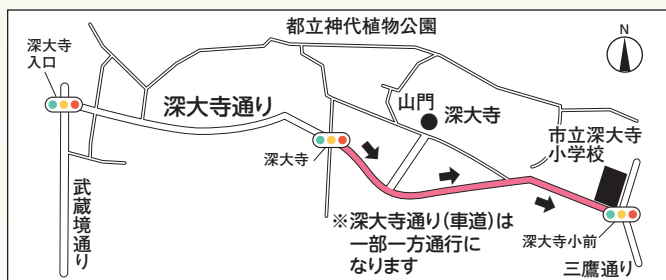 都立神代植物公園
N
深大寺
入口
深大寺通り
山門
深大寺
市立深大寺
小学校
深大寺
武蔵境通り
※深大寺通り(車道)は
一部一方通行に
なります
深大寺小前
三鷹通り